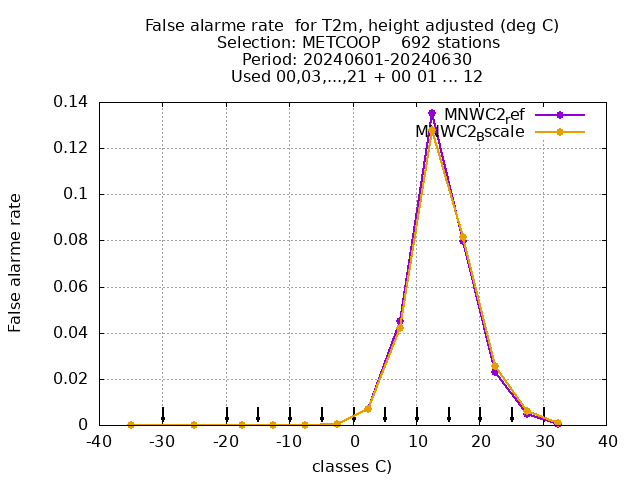 False alarme rate  for T2m, height adjusted (deg C)
Selection: METCOOP    692 stations
Period: 20240601-20240630
Used 00,03,...,21 + 00 01 ... 12
MNWC2_ref
MNWC2_Bscale
False alarme rate
0.14
0.12
0.1
0.08
0.06
0.04
0.02
0
-40 -30 -20 -10 0 10 20 30 40
classes C)